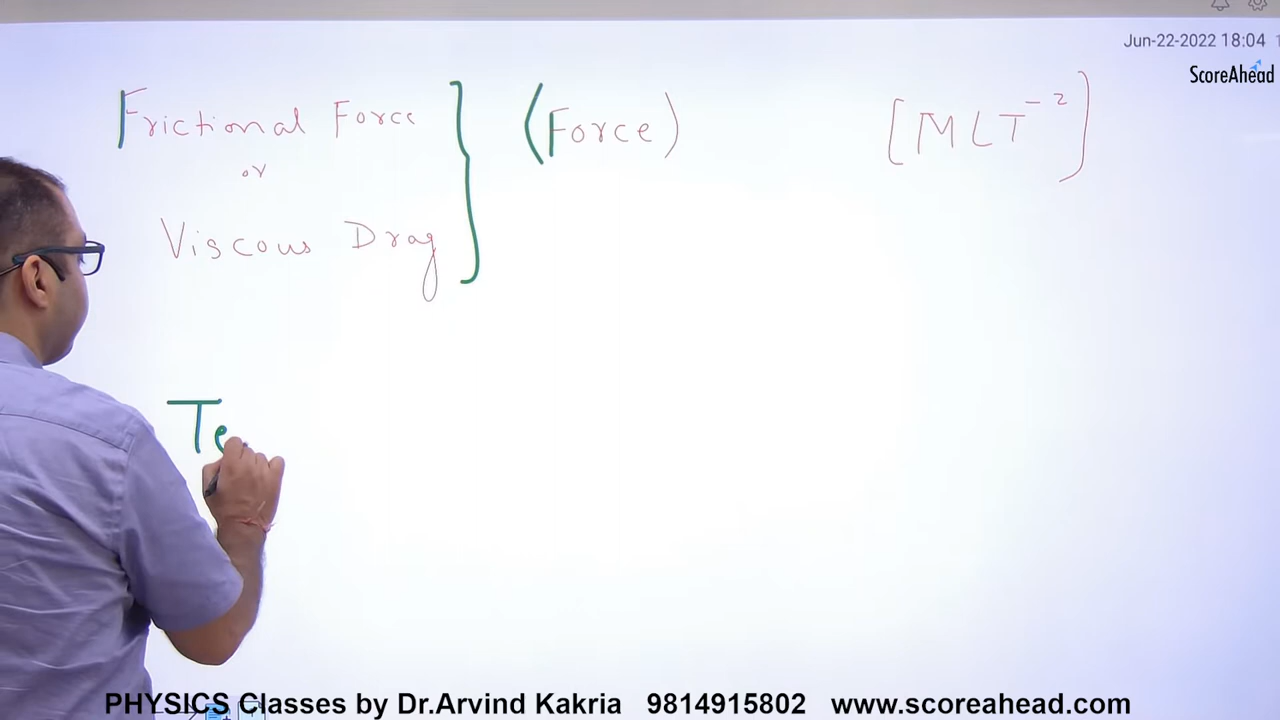 Jun-22-2022 18:04
ScoreAhead
Frictional Force } (Force) [MLT⁻²]
or
Viscous Drag
Te
PHYSICS Classes by Dr.Arvind Kakria 9814915802 www.scoreahead.com